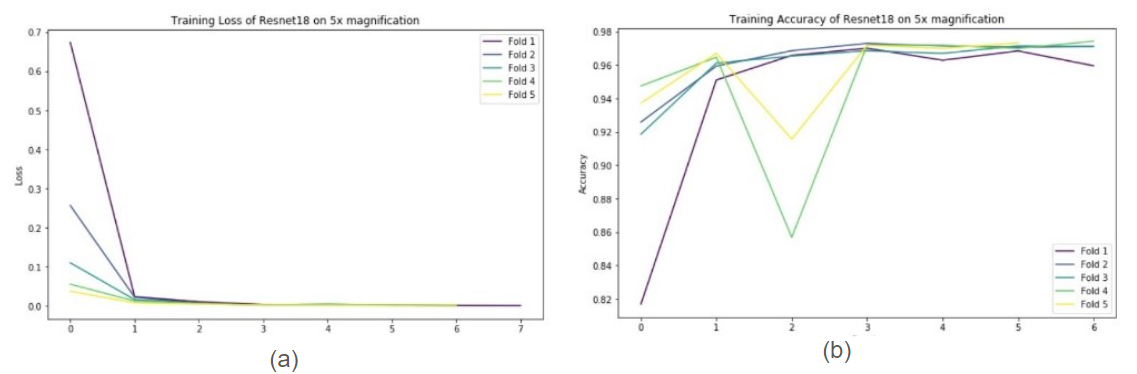 Training Loss of Resnet18 on 5x magnification
0.7
0.6
0.5
0.4
0.3
0.2
0.1
0.0
Loss
Fold 1
Fold 2
Fold 3
Fold 4
Fold 5
0 1 2 3 4 5 6 7
(a)
Training Accuracy of Resnet18 on 5x magnification
0.98
0.96
0.94
0.92
0.90
0.88
0.86
0.84
0.82
Accuracy
Fold 1
Fold 2
Fold 3
Fold 4
Fold 5
0 1 2 3 4 5 6
(b)